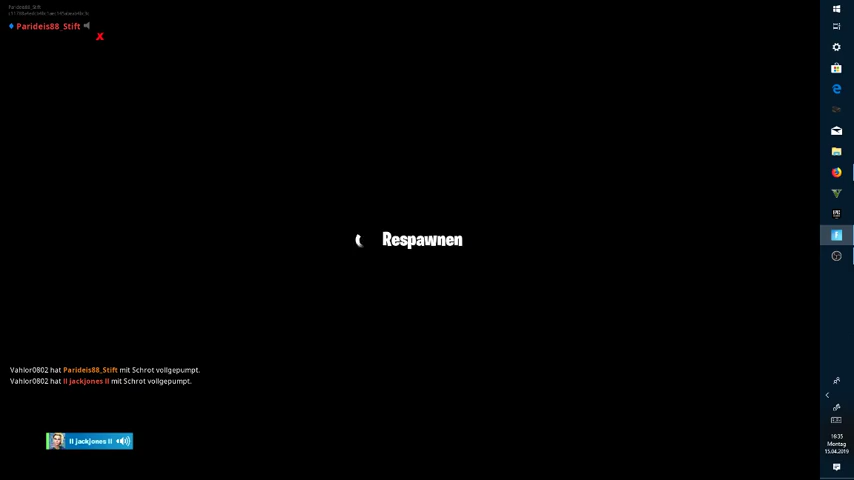 Parideis88_Stift
Parideis88_Stift
X
Respawnen
Vahlor0802 hat Parideis88_Stift mit Schrot vollgepumpt.
Vahlor0802 hat II jackjones II mit Schrot vollgepumpt.
II jackjones II
16:35
Montag
15.04.2019